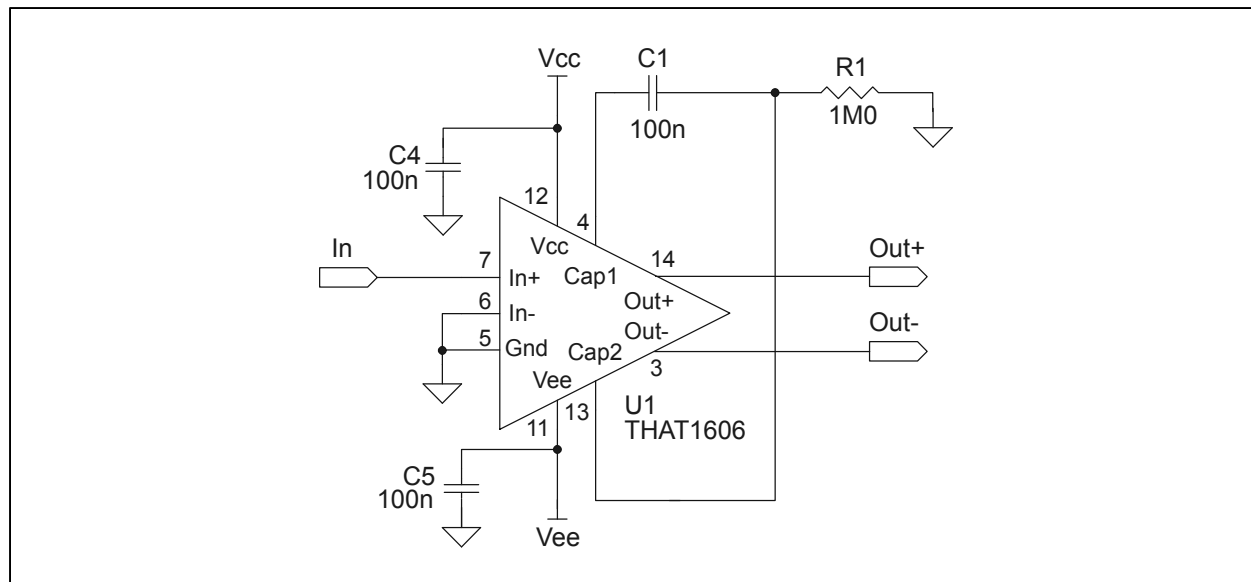 Vcc
C1
R1
100n
1M0
C4
100n
12
4
Vcc
In
7
In+
Cap1
14
Out+
6
In-
Out+
5
Gnd
Out-
Out-
Cap2
3
Vee
13
11
U1
THAT1606
C5
100n
Vee